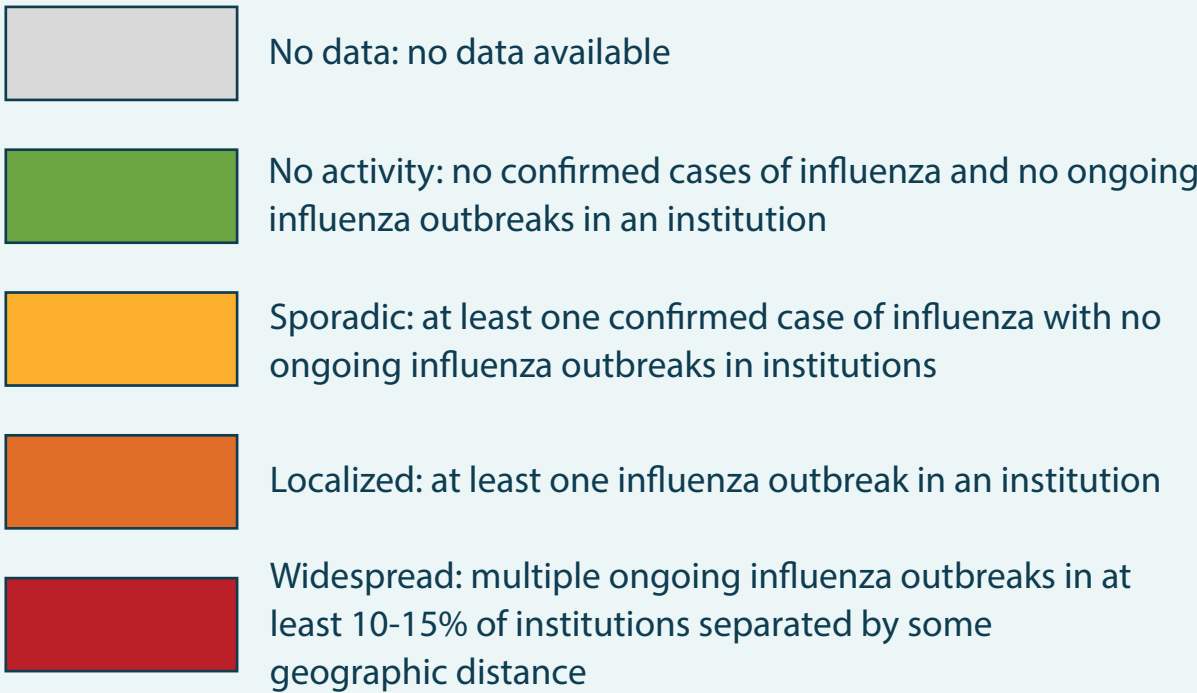 No data: no data available
No activity: no confirmed cases of influenza and no ongoing
influenza outbreaks in an institution
Sporadic: at least one confirmed case of influenza with no
ongoing influenza outbreaks in institutions
Localized: at least one influenza outbreak in an institution
Widespread: multiple ongoing influenza outbreaks in at
least 10-15% of institutions separated by some
geographic distance